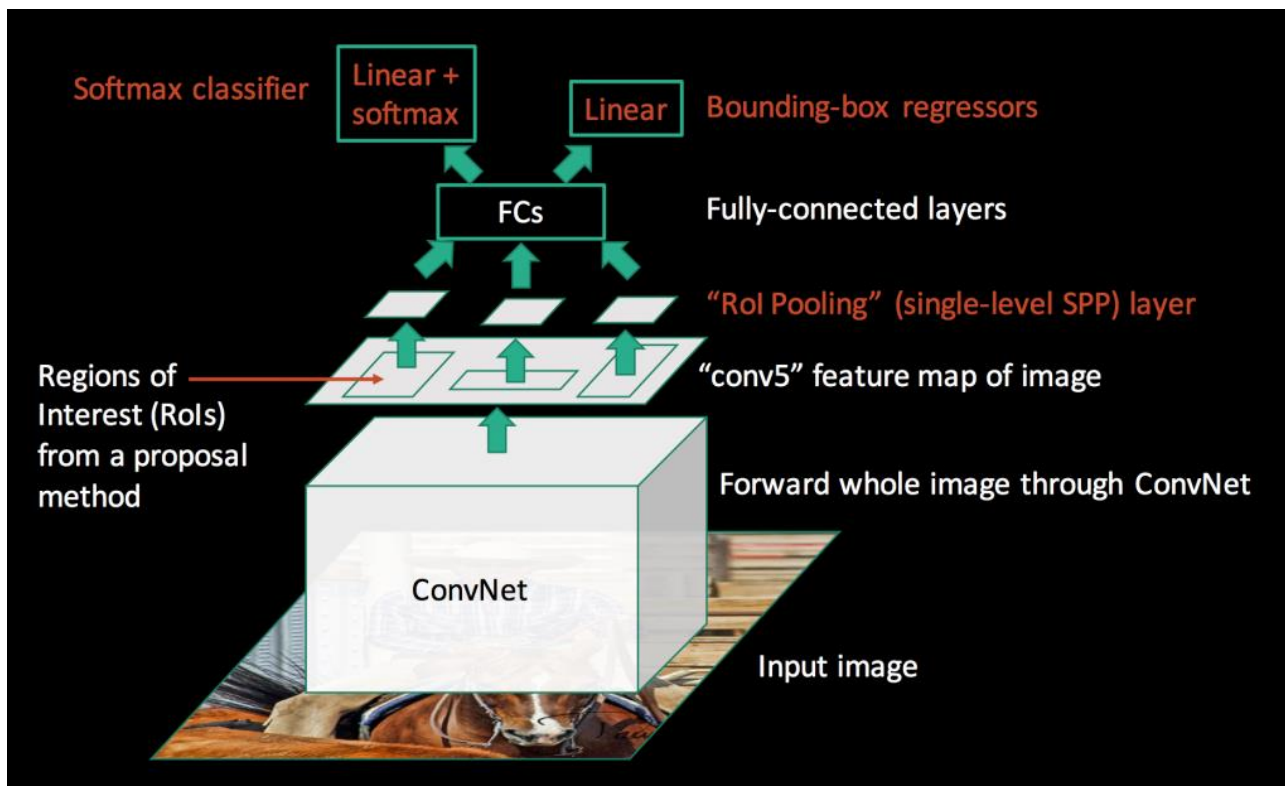 Softmax classifier
Linear +
softmax
Linear
Bounding-box regressors
FCs
Fully-connected layers
“RoI Pooling” (single-level SPP) layer
Regions of
Interest (RoIs)
from a proposal
method
“conv5” feature map of image
Forward whole image through ConvNet
ConvNet
Input image